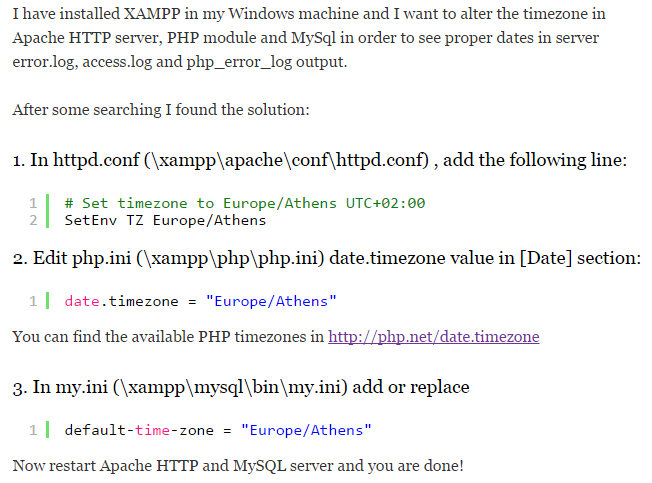 I have installed XAMPP in my Windows machine and I want to alter the timezone in
Apache HTTP server, PHP module and MySql in order to see proper dates in server
error.log, access.log and php_error_log output.
After some searching I found the solution:
1. In httpd.conf (\xampp\apache\conf\httpd.conf) , add the following line:
1 # Set timezone to Europe/Athens UTC+02:00
2 SetEnv TZ Europe/Athens
2. Edit php.ini (\xampp\php\php.ini) date.timezone value in [Date] section:
1 date.timezone = "Europe/Athens"
You can find the available PHP timezones in http://php.net/date.timezone
3. In my.ini (\xampp\mysql\bin\my.ini) add or replace
1 default-time-zone = "Europe/Athens"
Now restart Apache HTTP and MySQL server and you are done!